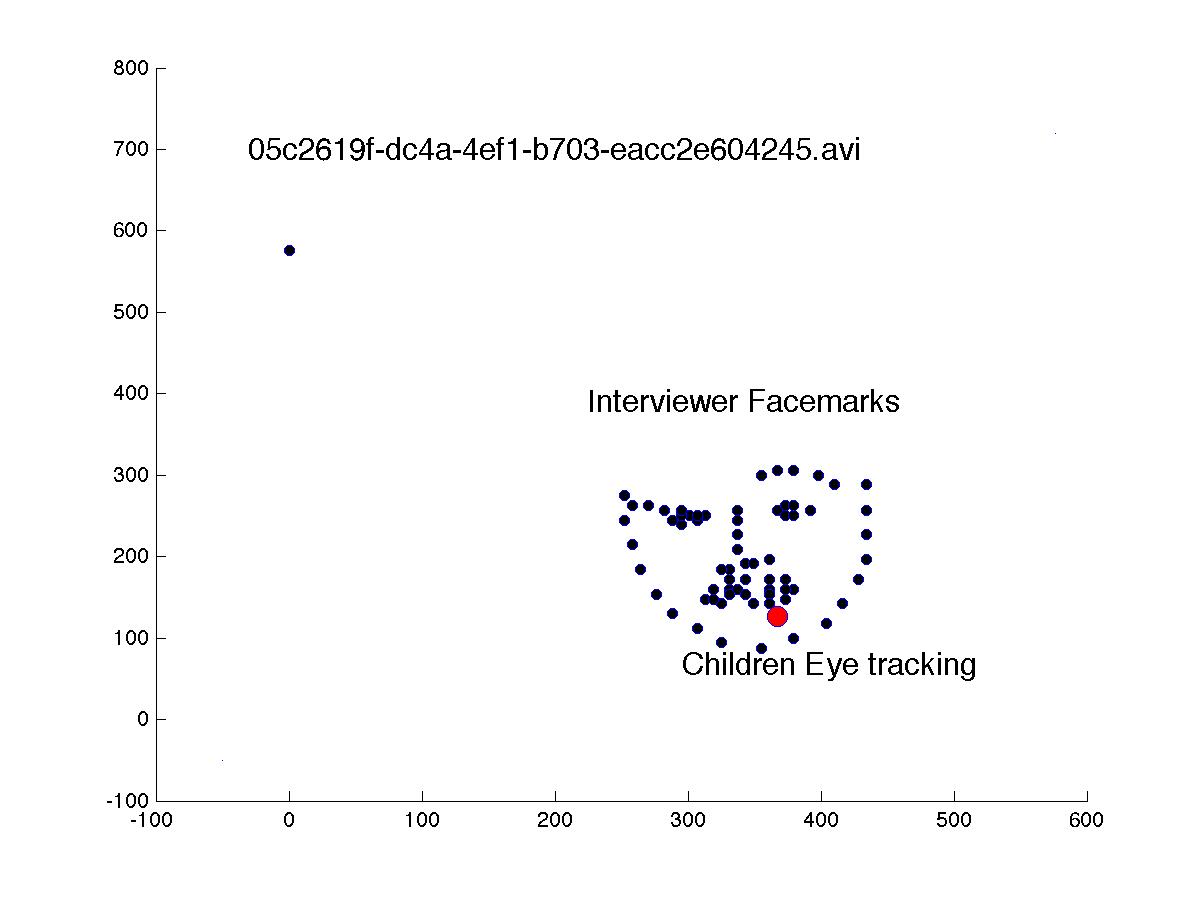 800
700
600
500
400
300
200
100
0
-100
05c2619f-dc4a-4ef1-b703-eacc2e604245.avi
Interviewer Facemarks
Children Eye tracking
-100 0 100 200 300 400 500 600